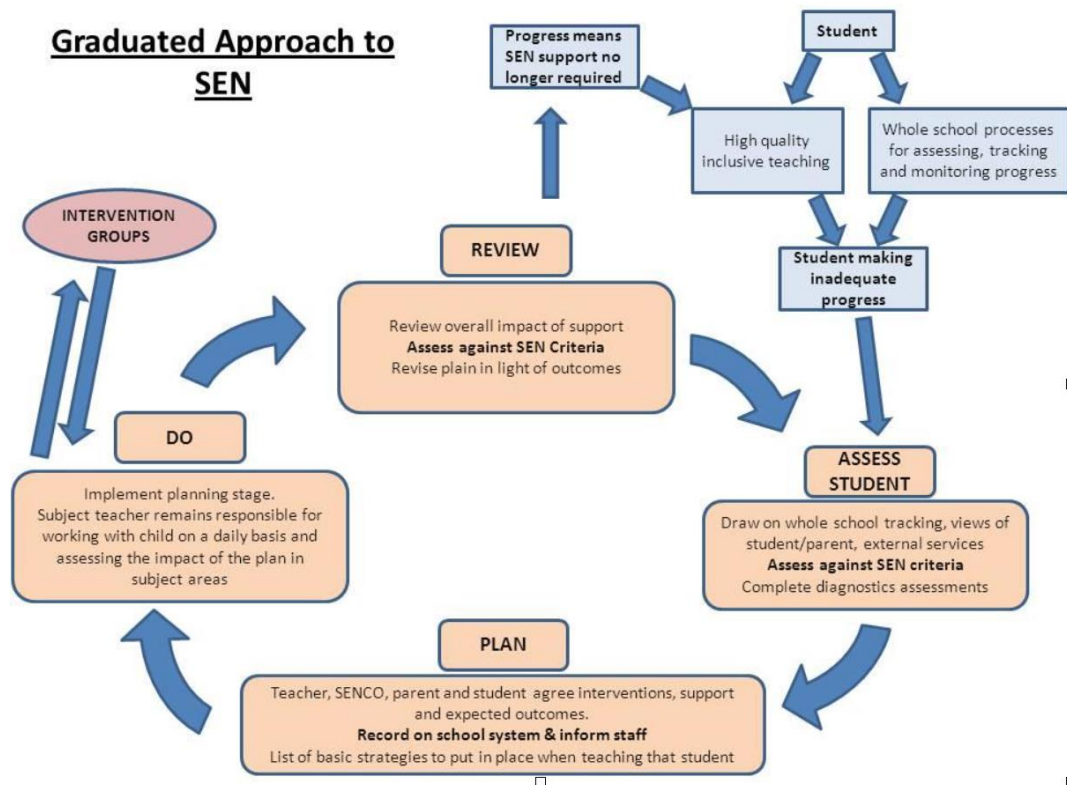 Graduated Approach to
SEN
Progress means
SEN support no
longer required
Student
High quality
inclusive teaching
Whole school processes
for assessing, tracking
and monitoring progress
Student making
inadequate
progress
INTERVENTION
GROUPS
REVIEW
Review overall impact of support
Assess against SEN Criteria
Revise plain in light of outcomes
DO
Implement planning stage.
Subject teacher remains responsible for
working with child on a daily basis and
assessing the impact of the plan in
subject areas
ASSESS
STUDENT
Draw on whole school tracking, views of
student/parent, external services
Assess against SEN criteria
Complete diagnostics assessments
PLAN
Teacher, SENCO, parent and student agree interventions, support
and expected outcomes.
Record on school system & inform staff
List of basic strategies to put in place when teaching that student